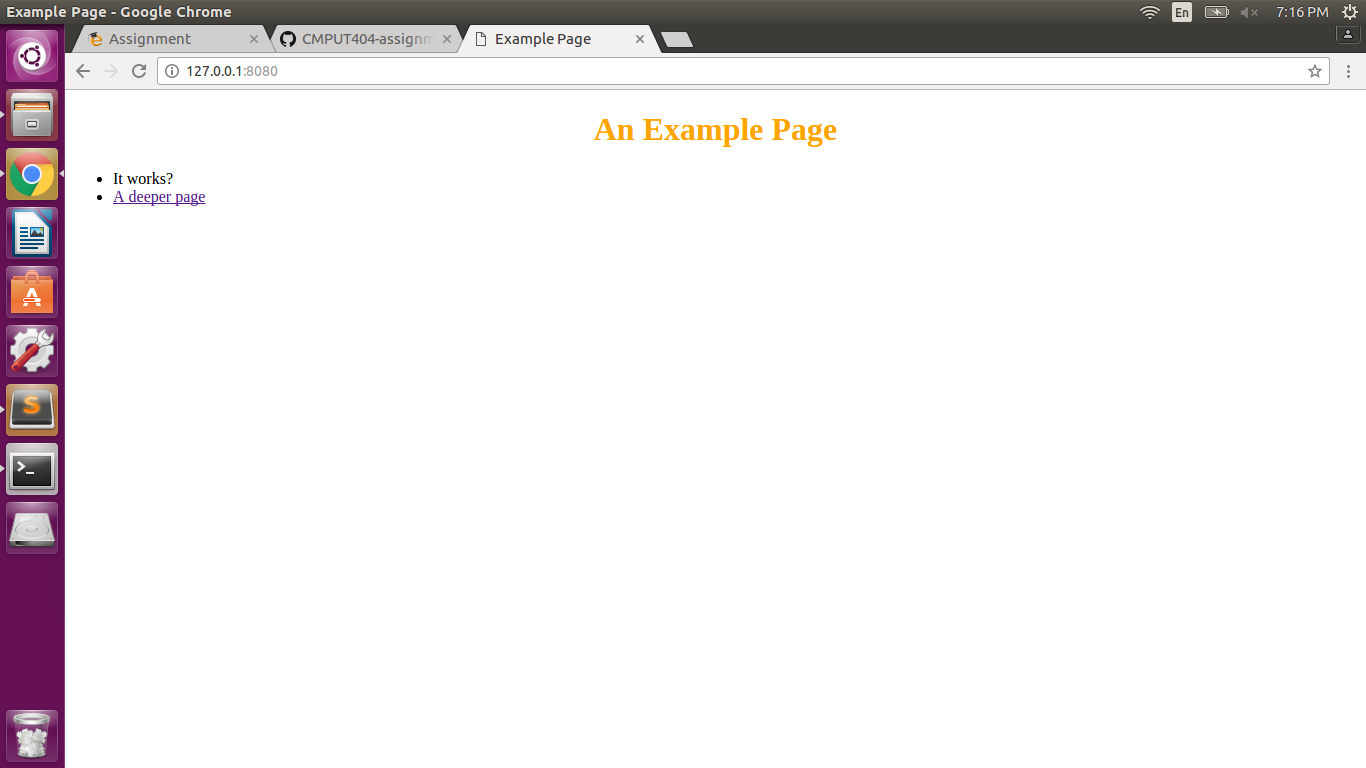 Example Page - Google Chrome
En
7:16 PM
Assignment
CMPUT404-assignm
Example Page
127.0.0.1:8080
An Example Page
It works?
A deeper page